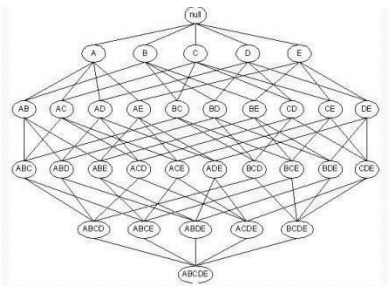 null
A B C D E
AB AC AD AE BC BD BE CD CE DE
ABC ABD ABE ACD ACE ADE BCD BCE BDE CDE
ABCD ABCE ABDE ACDE BCDE
ABCDE